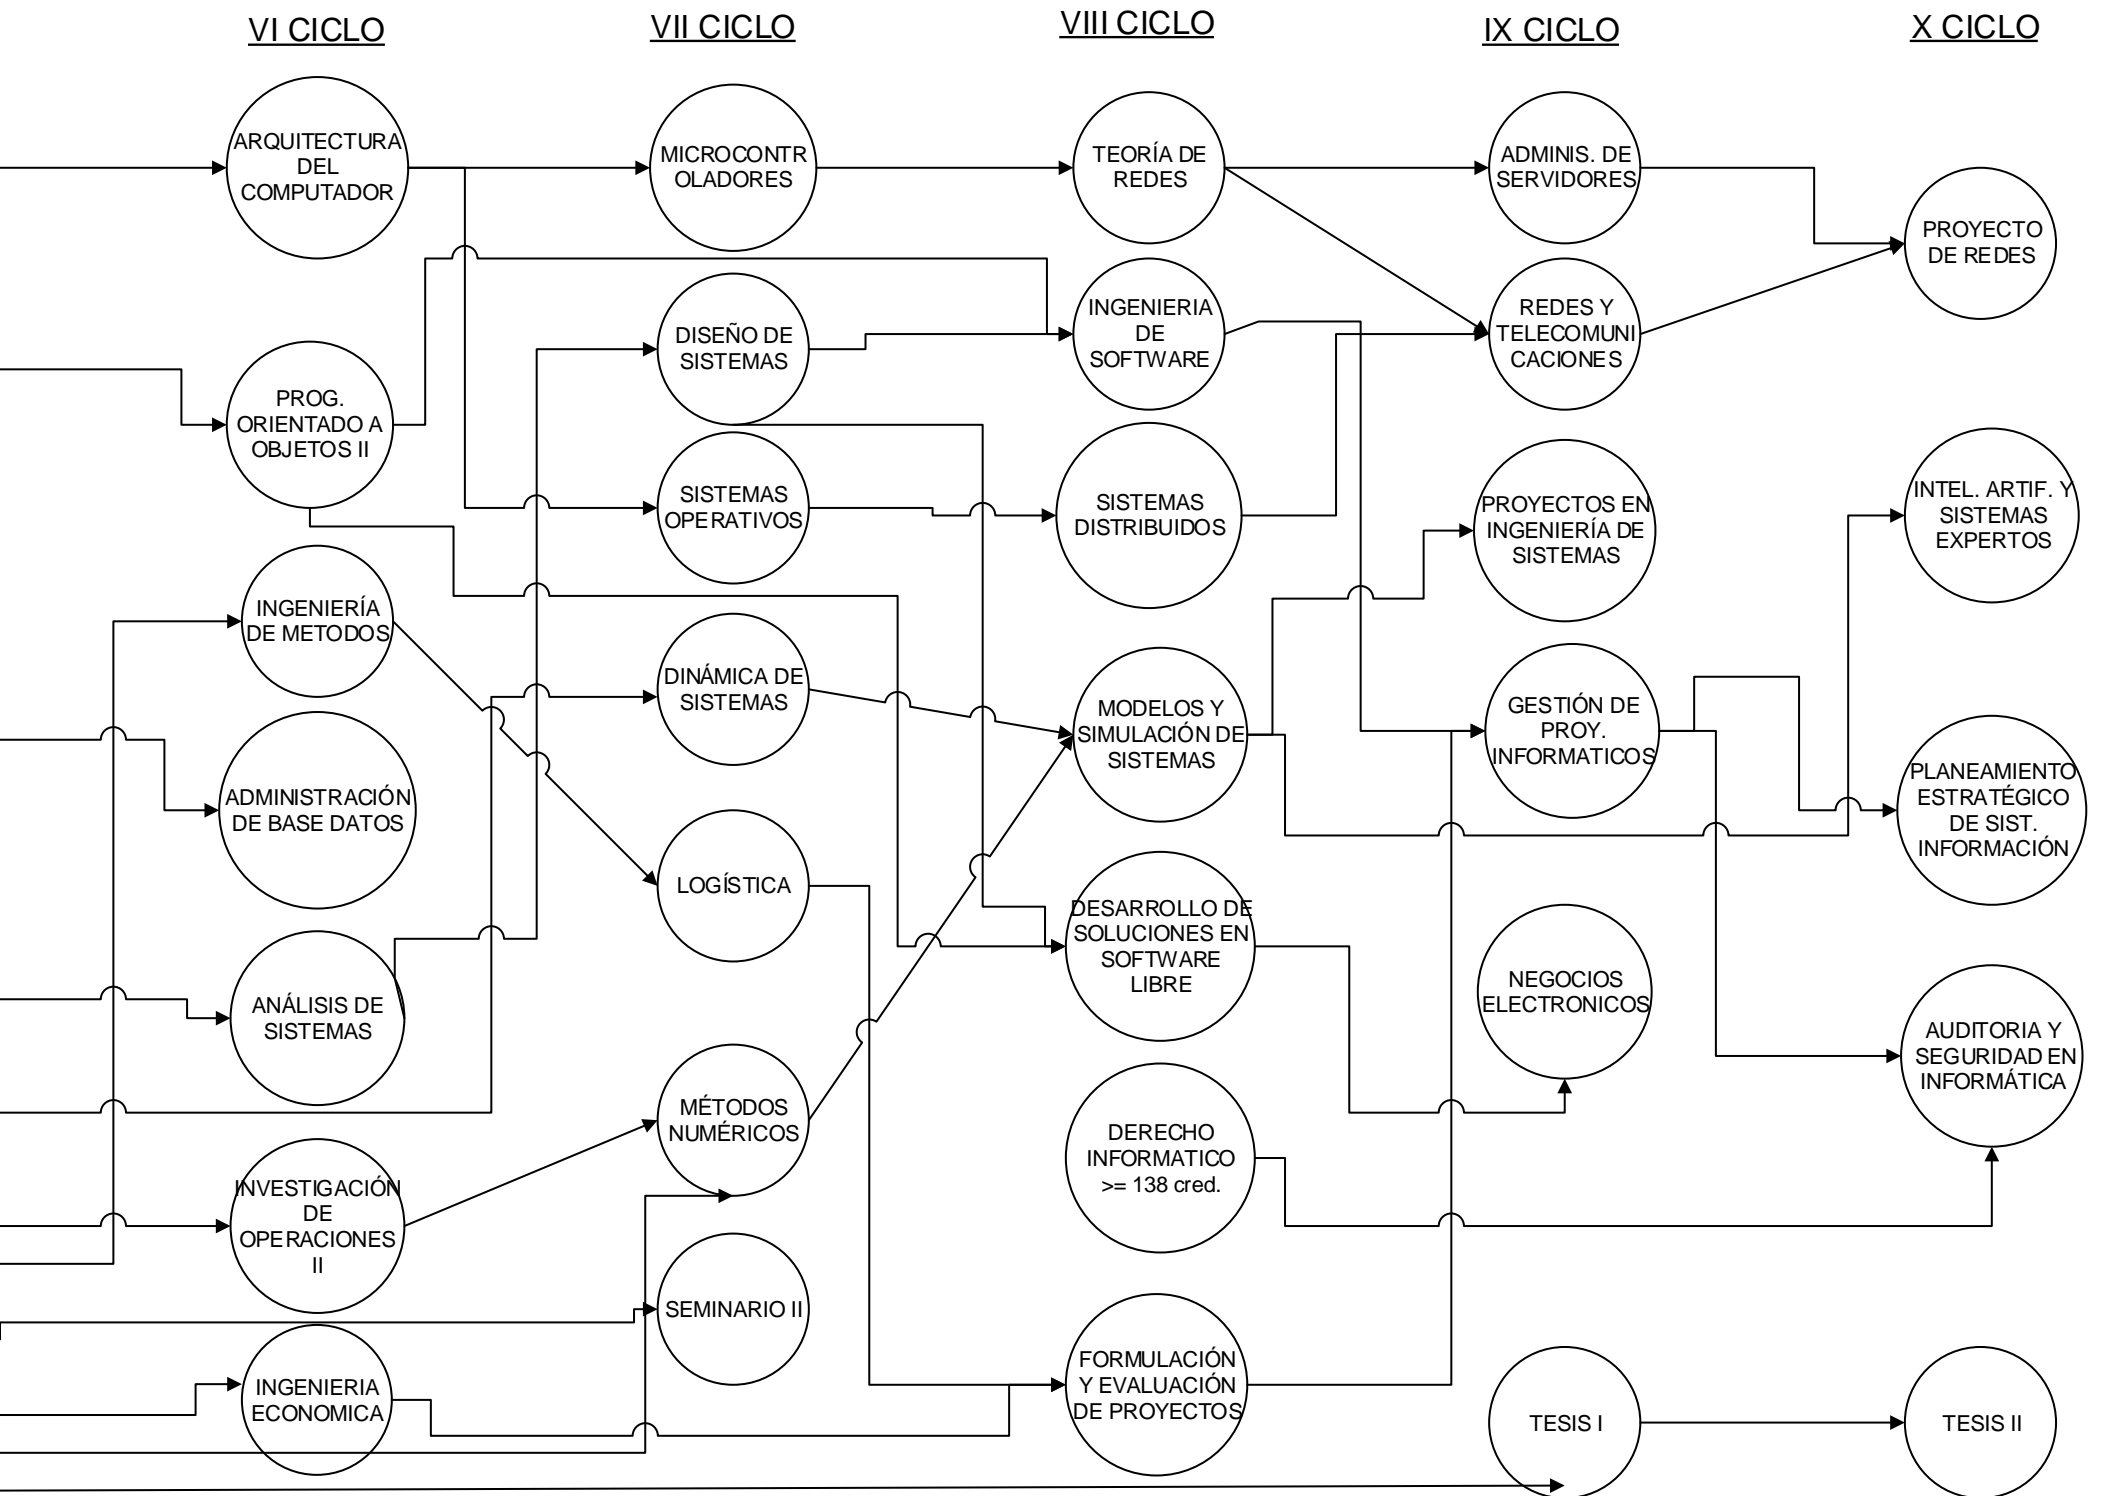 VI CICLO
VII CICLO
VIII CICLO
IX CICLO
X CICLO
ARQUITECTURA
DEL
COMPUTADOR
PROG.
ORIENTADO A
OBJETOS II
INGENIERÍA
DE METODOS
ADMINISTRACIÓN
DE BASE DATOS
ANÁLISIS DE
SISTEMAS
INVESTIGACIÓN
DE
OPERACIONES
II
INGENIERIA
ECONOMICA
MICROCONTR
OLADORES
DISEÑO DE
SISTEMAS
SISTEMAS
OPERATIVOS
DINÁMICA DE
SISTEMAS
LOGÍSTICA
MÉTODOS
NUMÉRICOS
SEMINARIO II
TEORÍA DE
REDES
INGENIERIA
DE
SOFTWARE
SISTEMAS
DISTRIBUIDOS
MODELOS Y
SIMULACIÓN DE
SISTEMAS
DESARROLLO DE
SOLUCIONES EN
SOFTWARE
LIBRE
DERECHO
INFORMATICO
>= 138 cred.
FORMULACIÓN
Y EVALUACIÓN
DE PROYECTOS
ADMINIS. DE
SERVIDORES
REDES Y
TELECOMUNI
CACIONES
PROYECTOS EN
INGENIERÍA DE
SISTEMAS
GESTIÓN DE
PROY.
INFORMATICOS
NEGOCIOS
ELECTRONICOS
TESIS I
PROYECTO
DE REDES
INTEL. ARTIF. Y
SISTEMAS
EXPERTOS
PLANEAMIENTO
ESTRATÉGICO
DE SIST.
INFORMACIÓN
AUDITORIA Y
SEGURIDAD EN
INFORMÁTICA
TESIS II